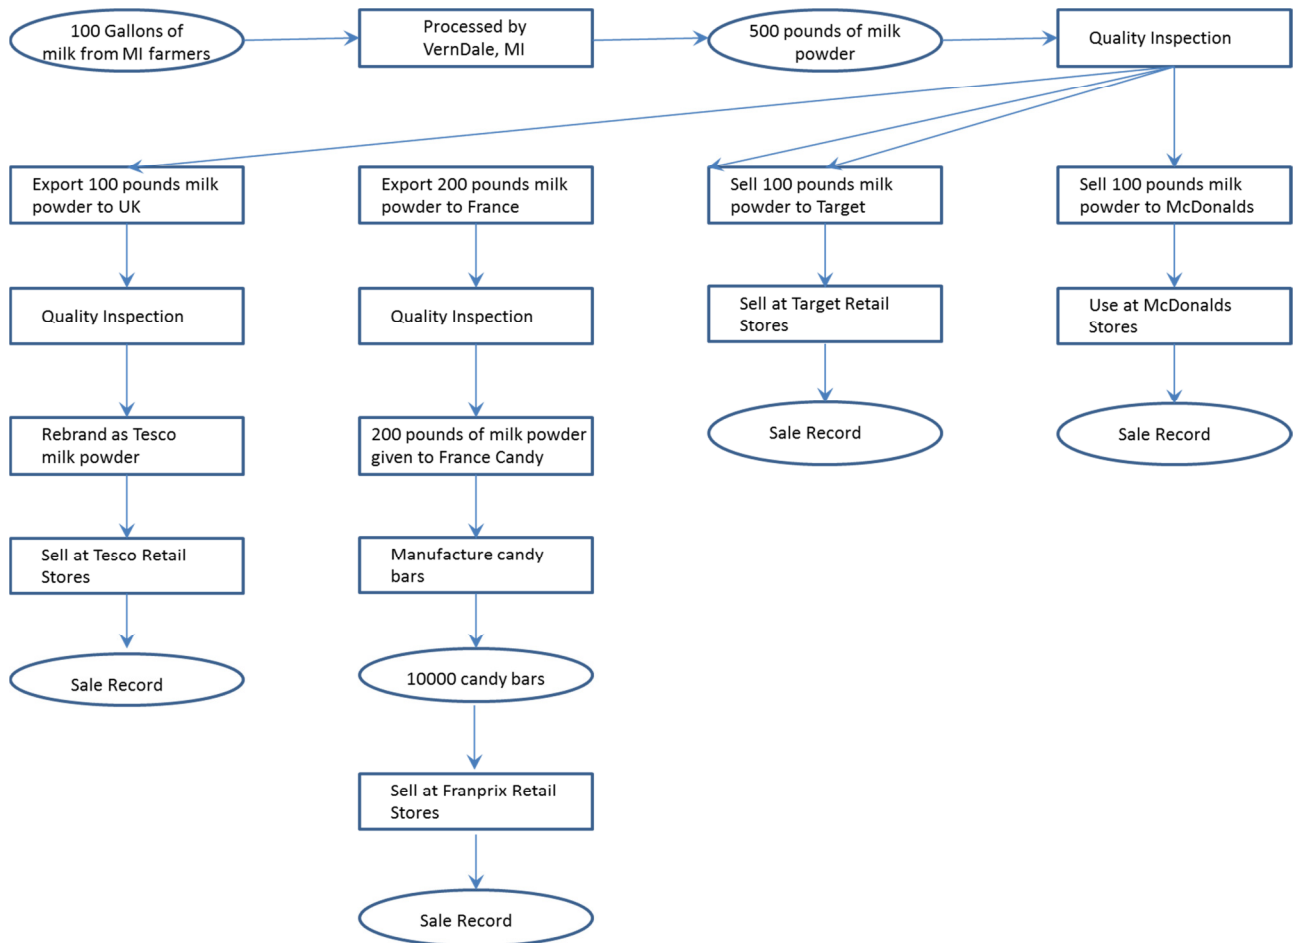 100 Gallons of
milk from MI farmers
Processed by
VernDale, MI
500 pounds of milk
powder
Quality Inspection
Export 100 pounds milk
powder to UK
Export 200 pounds milk
powder to France
Sell 100 pounds milk
powder to Target
Sell 100 pounds milk
powder to McDonalds
Quality Inspection
Quality Inspection
Sell at Target Retail
Stores
Use at McDonalds
Stores
Rebrand as Tesco
milk powder
200 pounds of milk powder
given to France Candy
Sale Record
Sale Record
Sell at Tesco Retail
Stores
Manufacture candy
bars
Sale Record
10000 candy bars
Sell at Franprix Retail
Stores
Sale Record